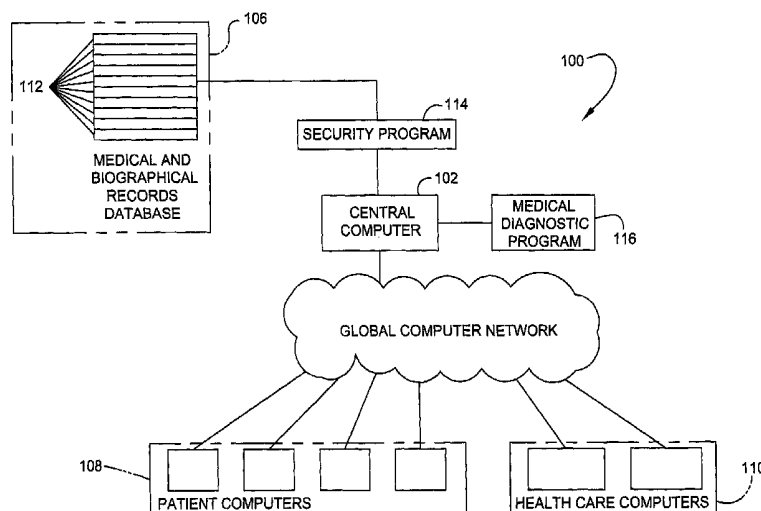 106
100
112
114
SECURITY PROGRAM
MEDICAL AND
BIOGRAPHICAL
RECORDS
DATABASE
102
CENTRAL
COMPUTER
MEDICAL
DIAGNOSTIC
PROGRAM
116
GLOBAL COMPUTER NETWORK
108
PATIENT COMPUTERS
HEALTH CARE COMPUTERS
110